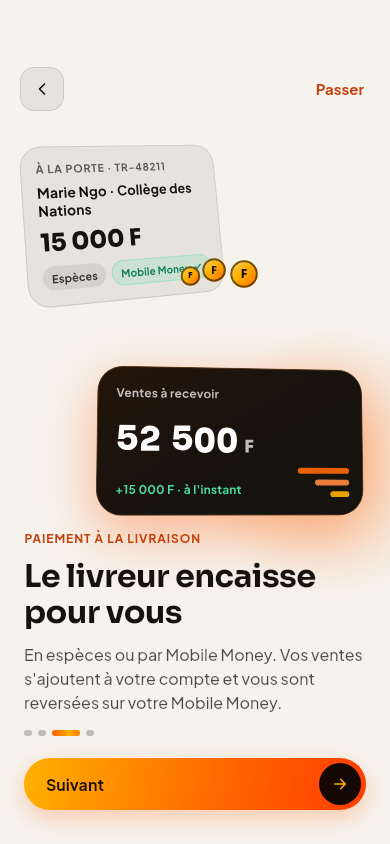 Passer
À LA PORTE · TR-48211
Marie Ngo · Collège des
Nations
15 000 F
Espèces
Mobile Money ✓
F
F
F
Ventes à recevoir
52 500 F
+15 000 F · à l'instant
PAIEMENT À LA LIVRAISON
Le livreur encaisse
pour vous
En espèces ou par Mobile Money. Vos ventes
s'ajoutent à votre compte et vous sont
reversées sur votre Mobile Money.
Suivant